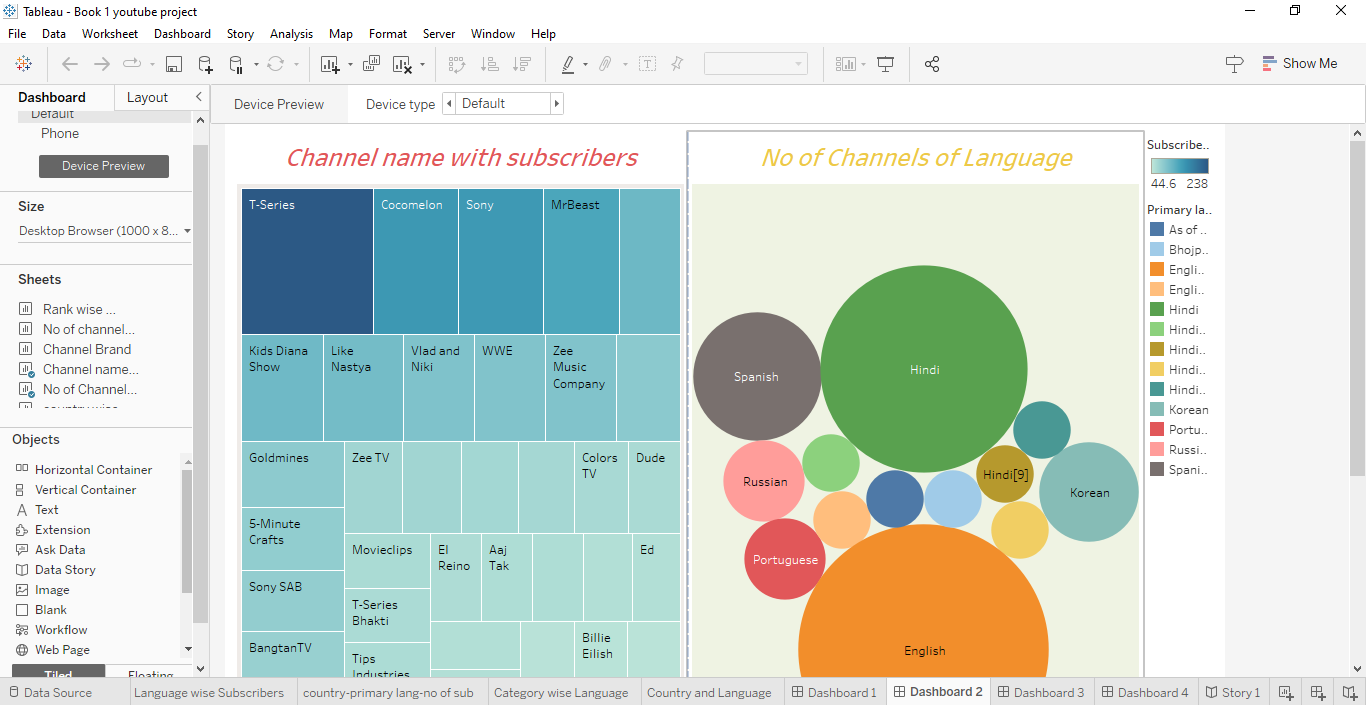 Tableau - Book 1 youtube project
File Data Worksheet Dashboard Story Analysis Map Format Server Window Help
Show Me
Dashboard Layout
Default
Phone
Device Preview
Size
Desktop Browser (1000 x 8...
Sheets
Rank wise ...
No of channel...
Channel Brand
Channel name...
No of Channel...
Objects
Horizontal Container
Vertical Container
Text
Extension
Ask Data
Data Story
Image
Blank
Workflow
Web Page
Tiled Floating
Device Preview Device type Default
Channel name with subscribers
T-Series Cocomelon Sony MrBeast
Kids Diana
Show
Like
Nastya
Vlad and
Niki
WWE
Zee
Music
Company
Goldmines
Zee TV
Colors
TV
Dude
5-Minute
Crafts
Movieclips
El
Reino
Aaj
Tak
Ed
Sony SAB
T-Series
Bhakti
BangtanTV
Tips
Industries
Billie
Eilish
No of Channels of Language
Spanish
Hindi
Russian
Hindi[9]
Korean
Portuguese
English
Subscribe..
44.6 238
Primary la..
As of ..
Bhojp..
Engli..
Engli..
Hindi
Hindi..
Hindi..
Hindi..
Hindi..
Korean
Portu..
Russi..
Spani..
Data Source Language wise Subscribers country-primary lang-no of sub Category wise Language Country and Language Dashboard 1 Dashboard 2 Dashboard 3 Dashboard 4 Story 1